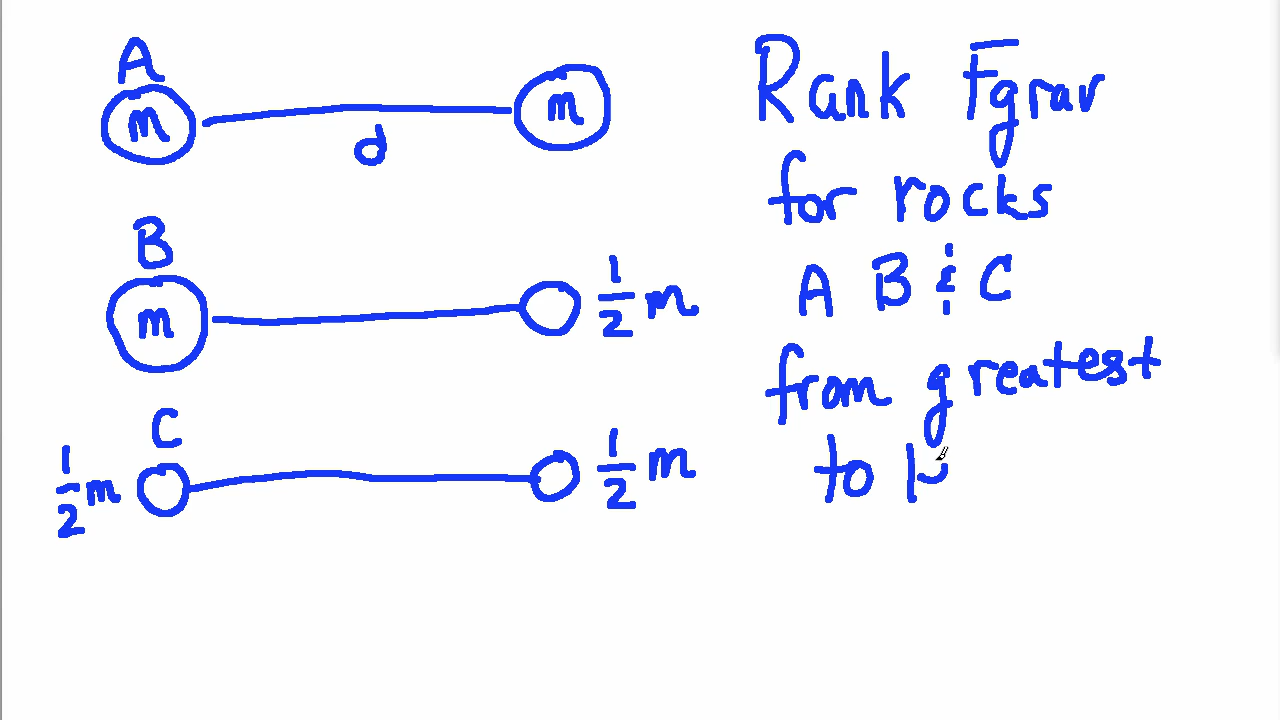 A
m m
d
B
m 1/2 m
C
1/2 m 1/2 m
Rank Fgrav
for rocks
A B & C
from greatest
to